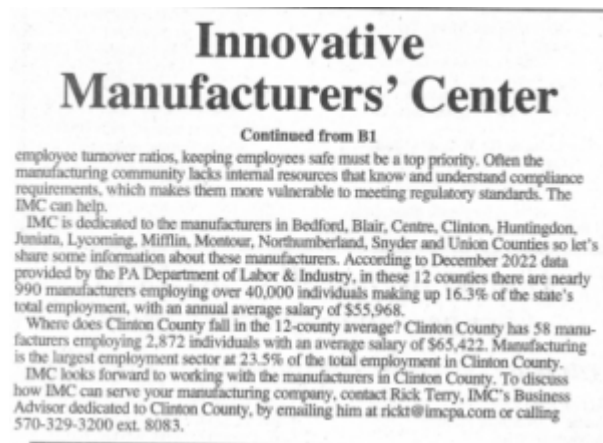 Innovative
Manufacturers' Center
Continued from B1
employee turnover ratios, keeping employees safe must be a top priority. Often the
manufacturing community lacks internal resources that know and understand compliance
requirements, which makes them more vulnerable to meeting regulatory standards. The
IMC can help.
IMC is dedicated to the manufacturers in Bedford, Blair, Centre, Clinton, Huntingdon,
Juniata, Lycoming, Mifflin, Montour, Northumberland, Snyder and Union Counties so let's
share some information about these manufacturers. According to December 2022 data
provided by the PA Department of Labor & Industry, in these 12 counties there are nearly
990 manufacturers employing over 40,000 individuals making up 16.3% of the state's
total employment, with an annual average salary of $55,968.
Where does Clinton County fall in the 12-county average? Clinton County has 58 manu-
facturers employing 2,872 individuals with an average salary of $65,422. Manufacturing
is the largest employment sector at 23.5% of the total employment in Clinton County.
IMC looks forward to working with the manufacturers in Clinton County. To discuss
how IMC can serve your manufacturing company, contact Rick Terry, IMC's Business
Advisor dedicated to Clinton County, by emailing him at rickt@imcpa.com or calling
570-329-3200 ext. 8083.